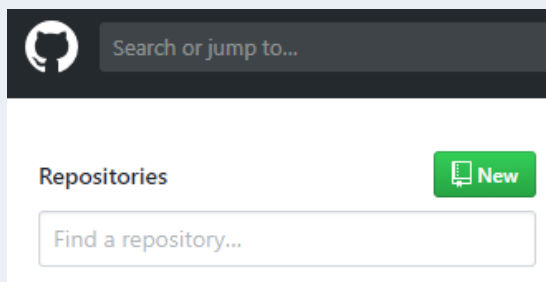 Search or jump to...
Repositories
New
Find a repository...